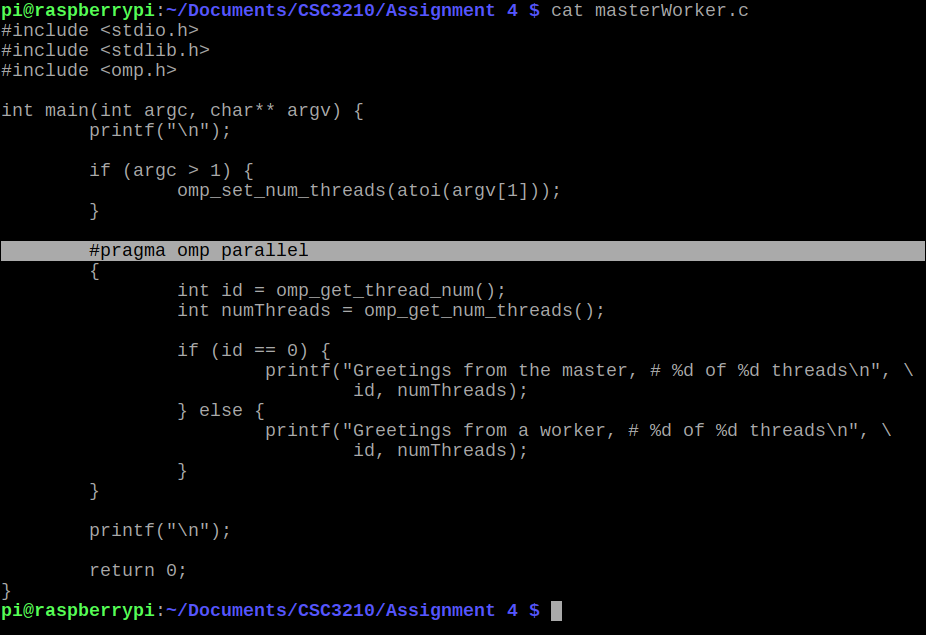 pi@raspberrypi:~/Documents/CSC3210/Assignment 4 $ cat masterWorker.c
#include <stdio.h>
#include <stdlib.h>
#include <omp.h>

int main(int argc, char** argv) {
        printf("\n");

        if (argc > 1) {
                omp_set_num_threads(atoi(argv[1]));
        }

        #pragma omp parallel
        {
                int id = omp_get_thread_num();
                int numThreads = omp_get_num_threads();

                if (id == 0) {
                        printf("Greetings from the master, # %d of %d threads\n", \
                                id, numThreads);
                } else {
                        printf("Greetings from a worker, # %d of %d threads\n", \
                                id, numThreads);
                }
        }

        printf("\n");

        return 0;
}
pi@raspberrypi:~/Documents/CSC3210/Assignment 4 $